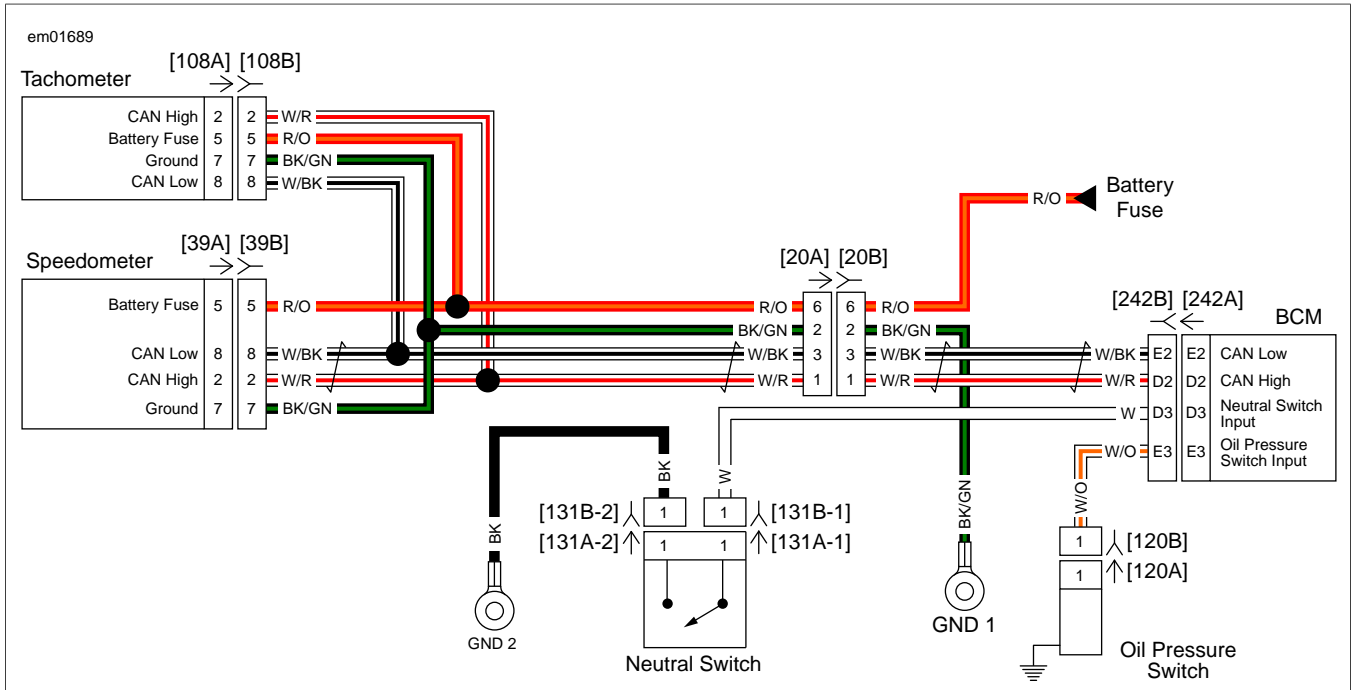 em01689
[108A] [108B]
Tachometer
CAN High 2 2 W/R
Battery Fuse 5 5 R/O
Ground 7 7 BK/GN
CAN Low 8 8 W/BK
R/O
Battery
Fuse
[39A] [39B]
Speedometer
[20A] [20B]
Battery Fuse 5 5 R/O
R/O 6 6 R/O
BK/GN 2 2 BK/GN
CAN Low 8 8 W/BK
W/BK 3 3 W/BK
CAN High 2 2 W/R
W/R 1 1 W/R
Ground 7 7 BK/GN
[242B] [242A]
BCM
W/BK E2 E2 CAN Low
W/R D2 D2 CAN High
W D3 D3 Neutral Switch
Input
W/O E3 E3 Oil Pressure
Switch Input
BK
W
BK
BK/GN
W/O
[131B-2] 1 1 [131B-1]
[131A-2] 1 1 [131A-1]
1 [120B]
1 [120A]
GND 2
Neutral Switch
GND 1
Oil Pressure
Switch